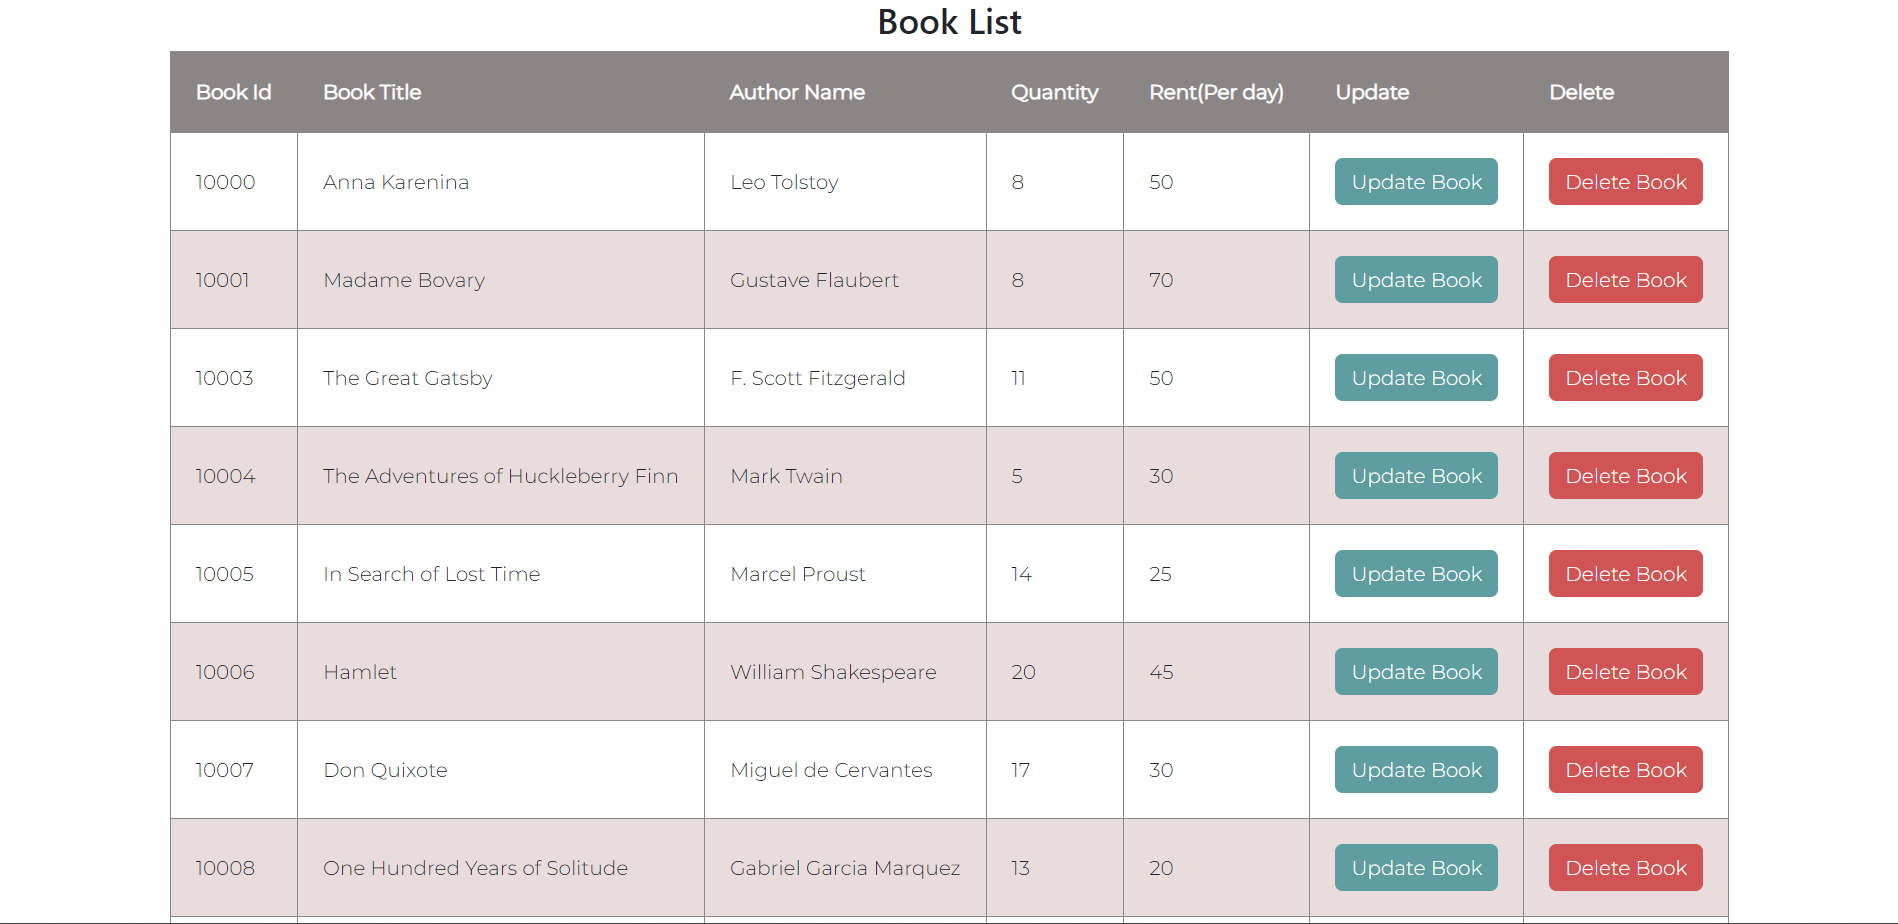 Book List
Book Id Book Title Author Name Quantity Rent(Per day) Update Delete
10000 Anna Karenina Leo Tolstoy 8 50 Update Book Delete Book
10001 Madame Bovary Gustave Flaubert 8 70 Update Book Delete Book
10003 The Great Gatsby F. Scott Fitzgerald 11 50 Update Book Delete Book
10004 The Adventures of Huckleberry Finn Mark Twain 5 30 Update Book Delete Book
10005 In Search of Lost Time Marcel Proust 14 25 Update Book Delete Book
10006 Hamlet William Shakespeare 20 45 Update Book Delete Book
10007 Don Quixote Miguel de Cervantes 17 30 Update Book Delete Book
10008 One Hundred Years of Solitude Gabriel Garcia Marquez 13 20 Update Book Delete Book